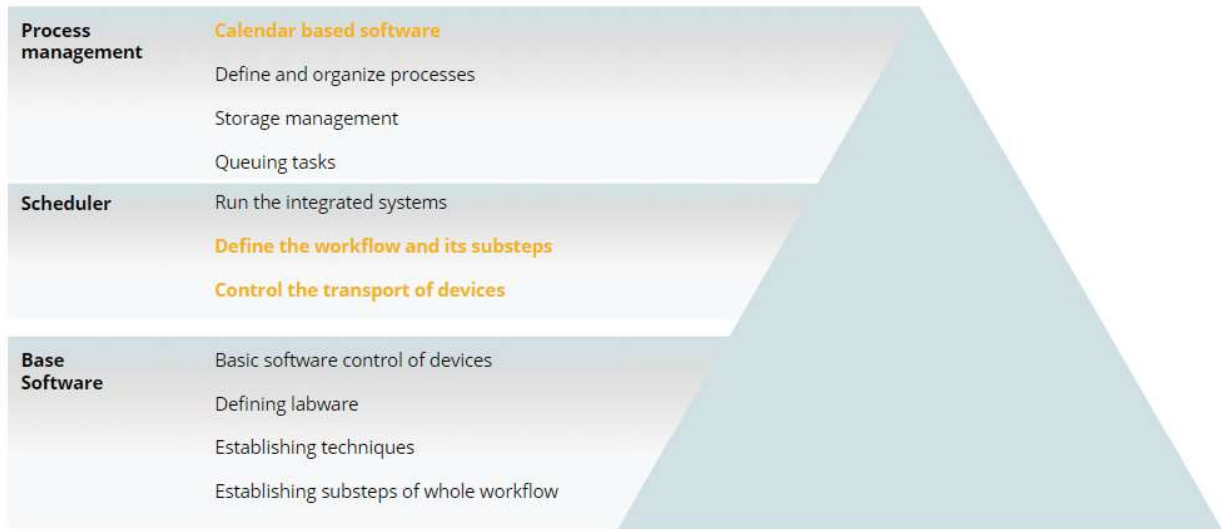 Process
management
Calendar based software
Define and organize processes
Storage management
Queuing tasks
Scheduler
Run the integrated systems
Define the workflow and its substeps
Control the transport of devices
Base
Software
Basic software control of devices
Defining labware
Establishing techniques
Establishing substeps of whole workflow